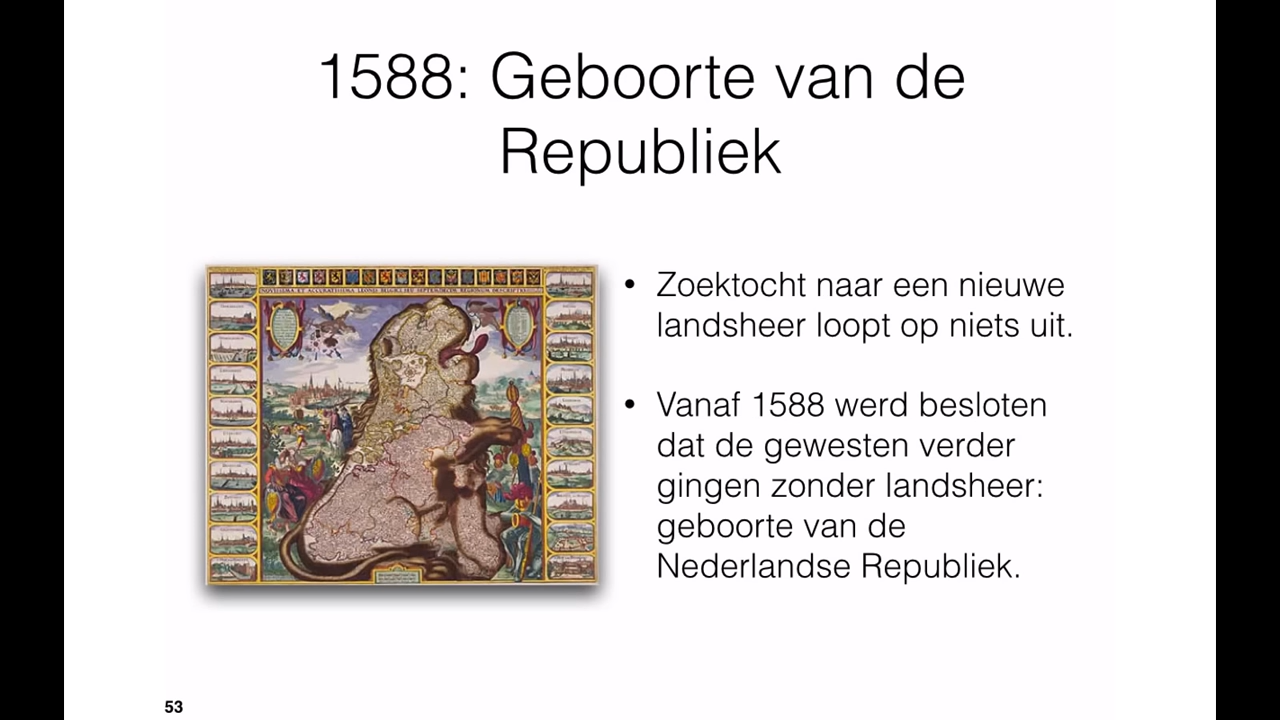 1588: Geboorte van de
Republiek
• Zoektocht naar een nieuwe
landsheer loopt op niets uit.
• Vanaf 1588 werd besloten
dat de gewesten verder
gingen zonder landsheer:
geboorte van de
Nederlandse Republiek.
53